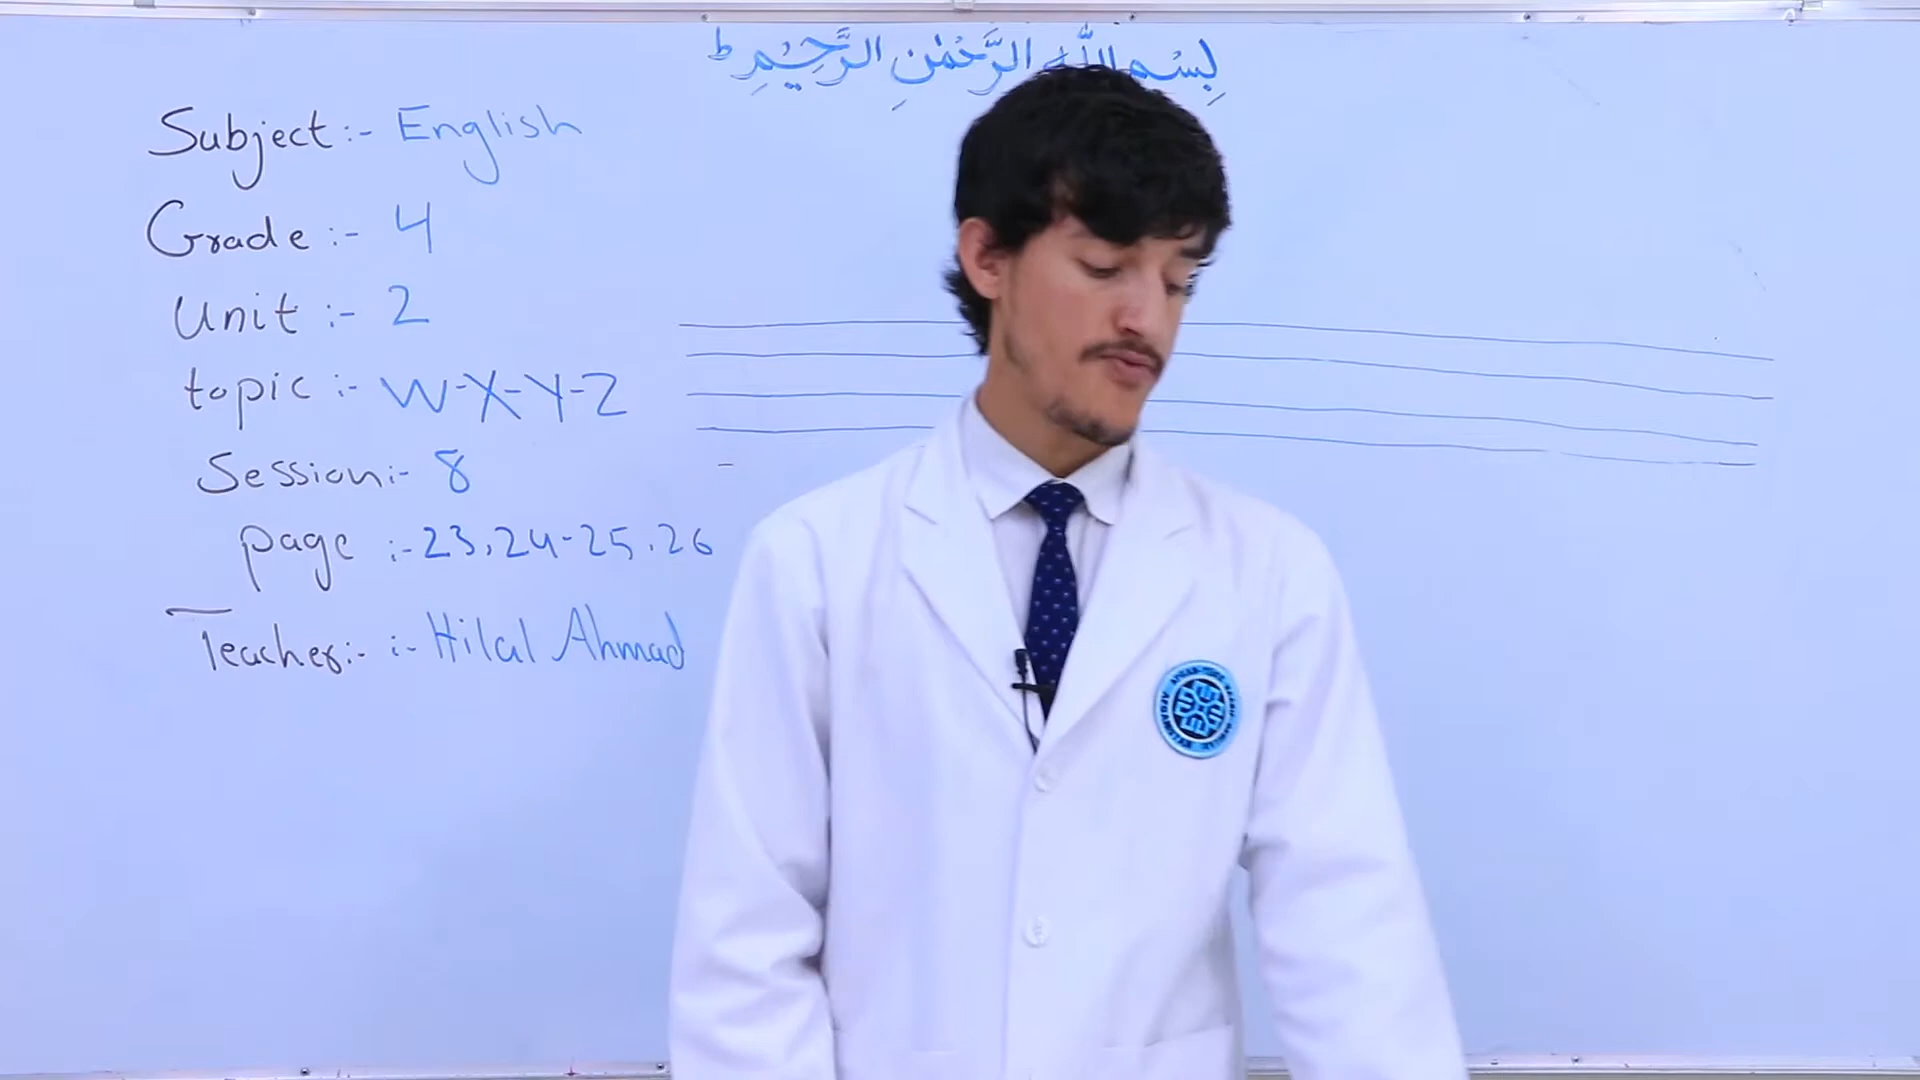 بِسْمِ اللّٰهِ الرَّحْمٰنِ الرَّحِيْمِ ط
Subject:- English
Grade:- 4
Unit:- 2
topic:- W-X-Y-Z
Session:- 8
page :- 23,24-25.26
Teacher:- :- Hilal Ahmad